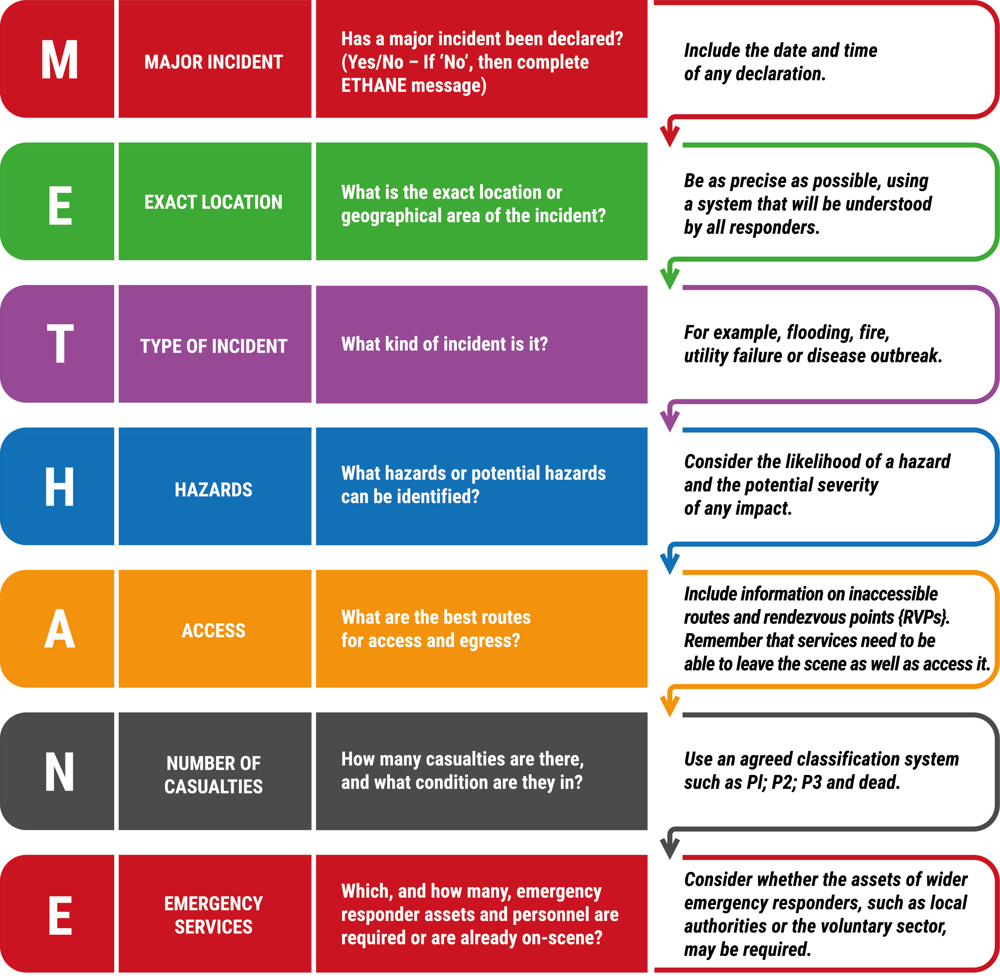 M
MAJOR INCIDENT
Has a major incident been declared?
(Yes/No – If ‘No’, then complete
ETHANE message)
Include the date and time
of any declaration.
E
EXACT LOCATION
What is the exact location or
geographical area of the incident?
Be as precise as possible, using
a system that will be understood
by all responders.
T
TYPE OF INCIDENT
What kind of incident is it?
For example, flooding, fire,
utility failure or disease outbreak.
H
HAZARDS
What hazards or potential hazards
can be identified?
Consider the likelihood of a hazard
and the potential severity
of any impact.
A
ACCESS
What are the best routes
for access and egress?
Include information on inaccessible
routes and rendezvous points {RVPs}.
Remember that services need to be
able to leave the scene as well as access it.
N
NUMBER OF
CASUALTIES
How many casualties are there,
and what condition are they in?
Use an agreed classification system
such as Pl; P2; P3 and dead.
E
EMERGENCY
SERVICES
Which, and how many, emergency
responder assets and personnel are
required or are already on-scene?
Consider whether the assets of wider
emergency responders, such as local
authorities or the voluntary sector,
may be required.